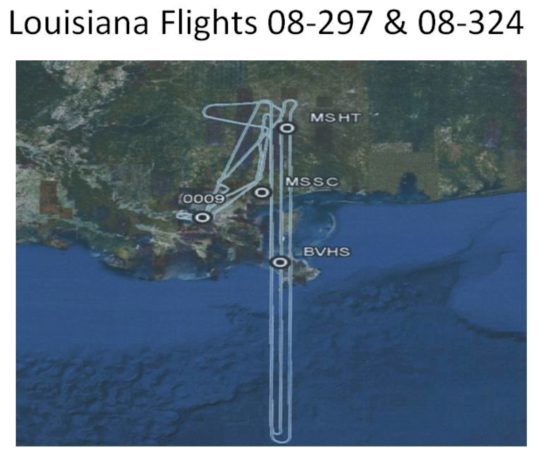 Louisiana Flights 08-297 & 08-324
MSHT
MSSC
0009
BVHS